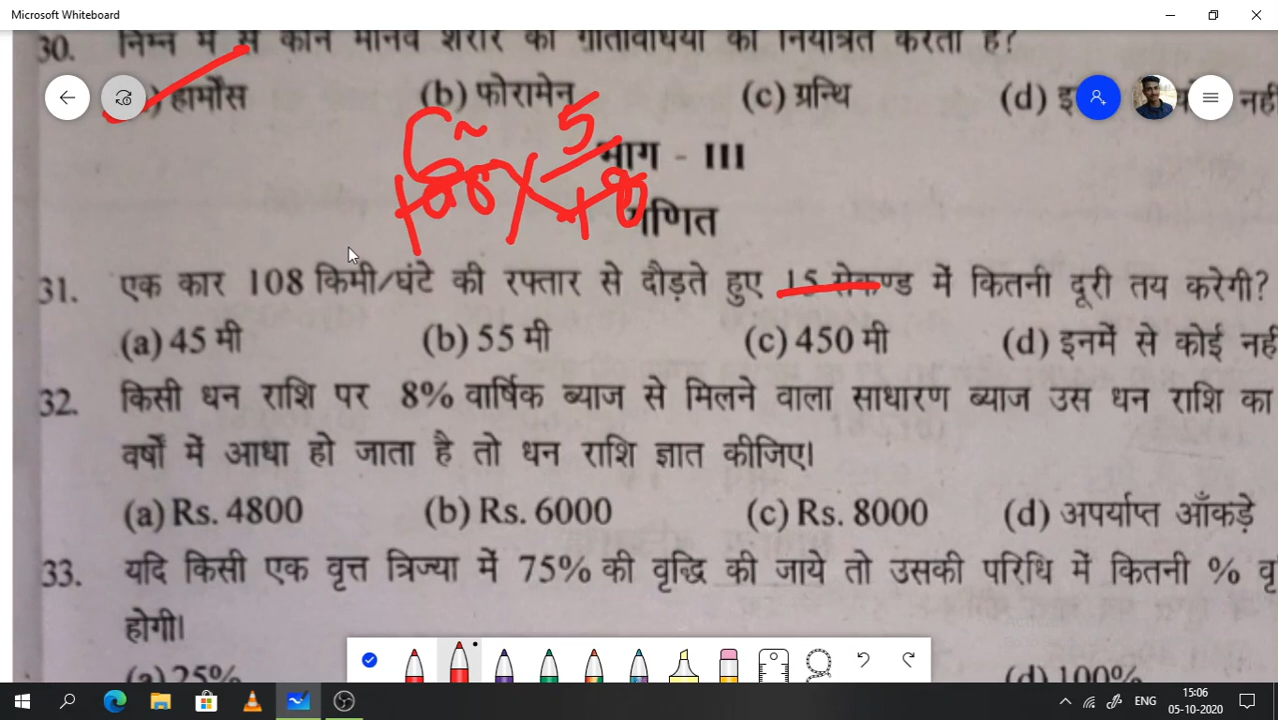 Microsoft Whiteboard
30. निम्न में से कौन मानव शरीर की गतिविधियों को नियंत्रित करता है?
हार्मोंस (b) फोरामेन (c) ग्रन्थि (d) नहीं
भाग - III
गणित
5
31. एक कार 108 किमी/घंटे की रफ्तार से दौड़ते हुए 15 सेकण्ड में कितनी दूरी तय करेगी?
(a) 45 मी (b) 55 मी (c) 450 मी (d) इनमें से कोई नहीं
32. किसी धन राशि पर 8% वार्षिक ब्याज से मिलने वाला साधारण ब्याज उस धन राशि का
वर्षों में आधा हो जाता है तो धन राशि ज्ञात कीजिए।
(a) Rs. 4800 (b) Rs. 6000 (c) Rs. 8000 (d) अपर्याप्त आँकड़े
33. यदि किसी एक वृत्त त्रिज्या में 75% की वृद्धि की जाये तो उसकी परिधि में कितनी % वृ
होगी।
(a) 25% (d) 100%
ENG
15:06
05-10-2020